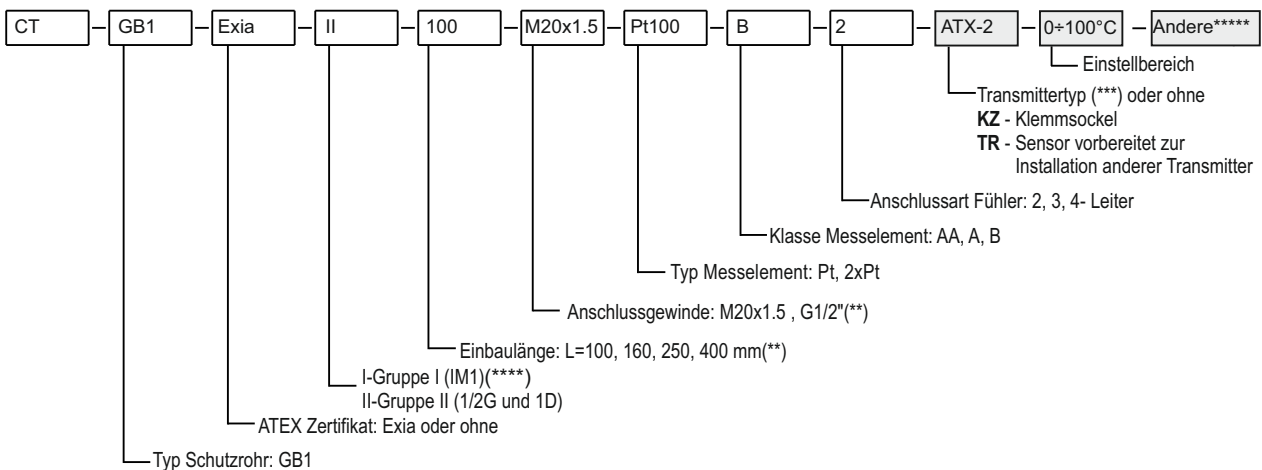 CT – GB1 – Exia – II – 100 – M20x1.5 – Pt100 – B – 2 – ATX-2 – 0÷100°C – Andere*****
Einstellbereich
Transmittertyp (***) oder ohne
KZ - Klemmsockel
TR - Sensor vorbereitet zur
Installation anderer Transmitter
Anschlussart Fühler: 2, 3, 4- Leiter
Klasse Messelement: AA, A, B
Typ Messelement: Pt, 2xPt
Anschlussgewinde: M20x1.5 , G1/2"(**)
Einbaulänge: L=100, 160, 250, 400 mm(**)
I-Gruppe I (IM1)(****)
II-Gruppe II (1/2G und 1D)
ATEX Zertifikat: Exia oder ohne
Typ Schutzrohr: GB1